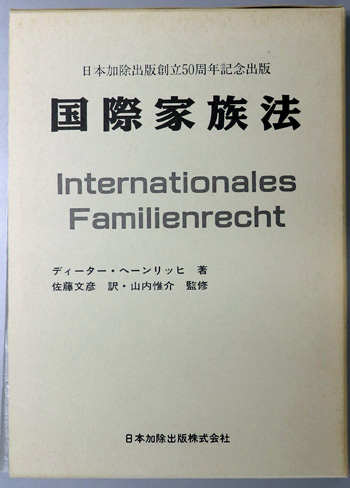 日本加除出版創立50周年記念出版
国際家族法
Internationales
Familienrecht
ディーター・ヘーンリッヒ 著
佐藤文彦 訳・山内惟介 監修
日本加除出版株式会社